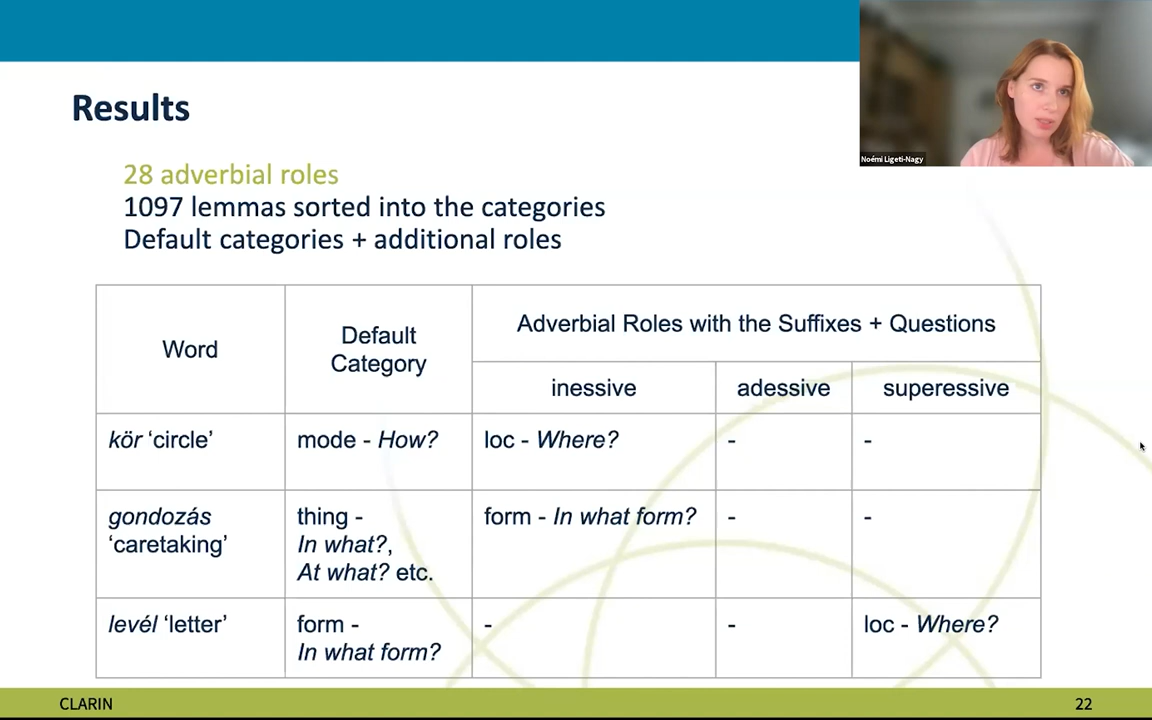 Noémi Ligeti-Nagy
Results
28 adverbial roles
1097 lemmas sorted into the categories
Default categories + additional roles
Word
Default
Category
Adverbial Roles with the Suffixes + Questions
inessive
adessive
superessive
kör ‘circle’
mode - How?
loc - Where?
-
-
gondozás
‘caretaking’
thing -
In what?,
At what? etc.
form - In what form?
-
-
levél ‘letter’
form -
In what form?
-
-
loc - Where?
CLARIN
22